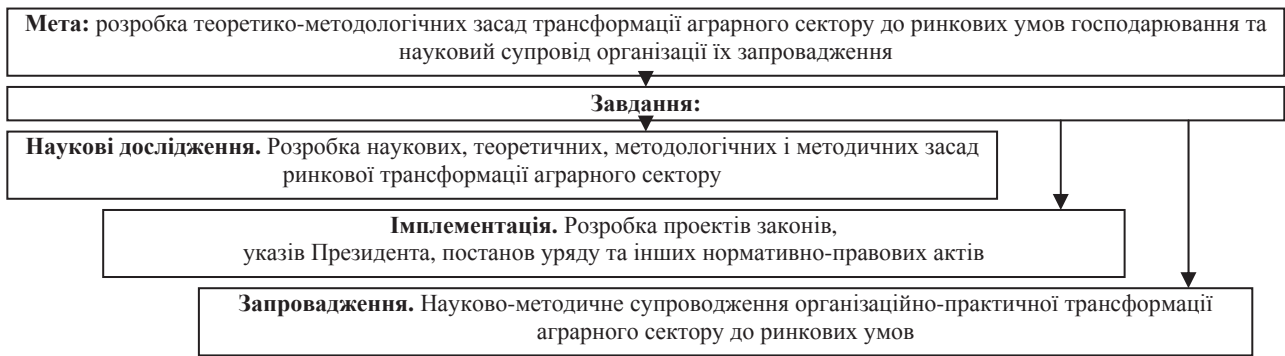 Мета: розробка теоретико-методологічних засад трансформації аграрного сектору до ринкових умов господарювання та
науковий супровід організації їх запровадження
Завдання:
Наукові дослідження. Розробка наукових, теоретичних, методологічних і методичних засад
ринкової трансформації аграрного сектору
Імплементація. Розробка проектів законів,
указів Президента, постанов уряду та інших нормативно-правових актів
Запровадження. Науково-методичне супроводження організаційно-практичної трансформації
аграрного сектору до ринкових умов